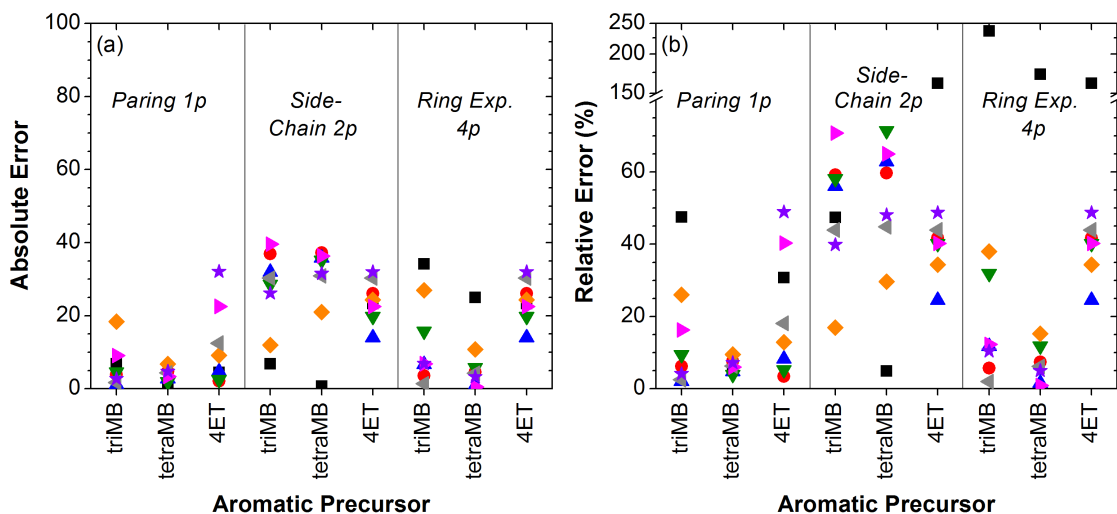 (a)
Paring 1p
Side-
Chain 2p
Ring Exp.
4p
Absolute Error
100
80
60
40
20
0
triMB
tetraMB
4ET
triMB
tetraMB
4ET
triMB
tetraMB
4ET
Aromatic Precursor
(b)
Paring 1p
Side-
Chain 2p
Ring Exp.
4p
Relative Error (%)
250
200
150
80
60
40
20
0
triMB
tetraMB
4ET
triMB
tetraMB
4ET
triMB
tetraMB
4ET
Aromatic Precursor